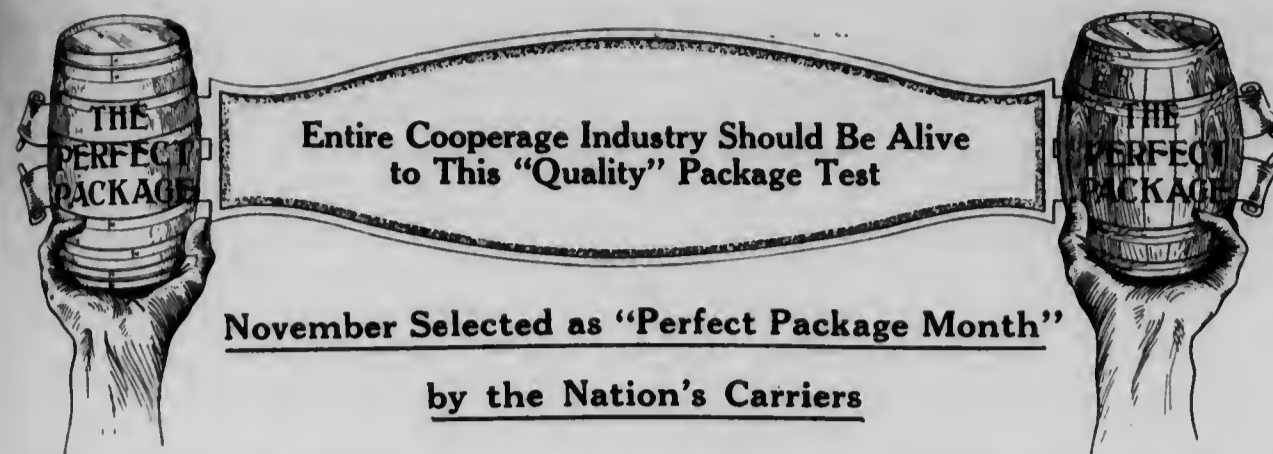 THE
PERFECT
PACKAGE
Entire Cooperage Industry Should Be Alive
to This “Quality” Package Test
THE
PERFECT
PACKAGE
November Selected as “Perfect Package Month”
by the Nation's Carriers